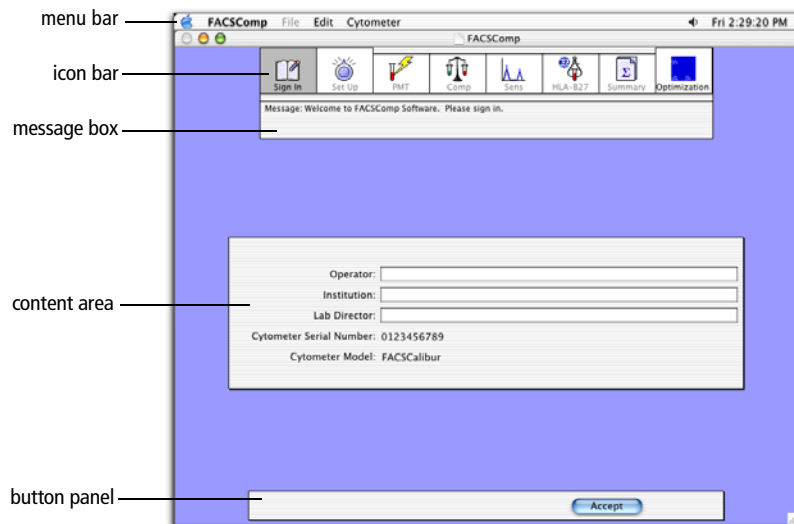 menu bar
FACSComp File Edit Cytometer Fri 2:29:20 PM
FACSComp
icon bar
Sign In Set Up PMT Comp Sens HLA-B27 Summary Optimization
message box
Message: Welcome to FACSComp Software. Please sign in.
content area
Operator:
Institution:
Lab Director:
Cytometer Serial Number: 0123456789
Cytometer Model: FACSCalibur
button panel
Accept